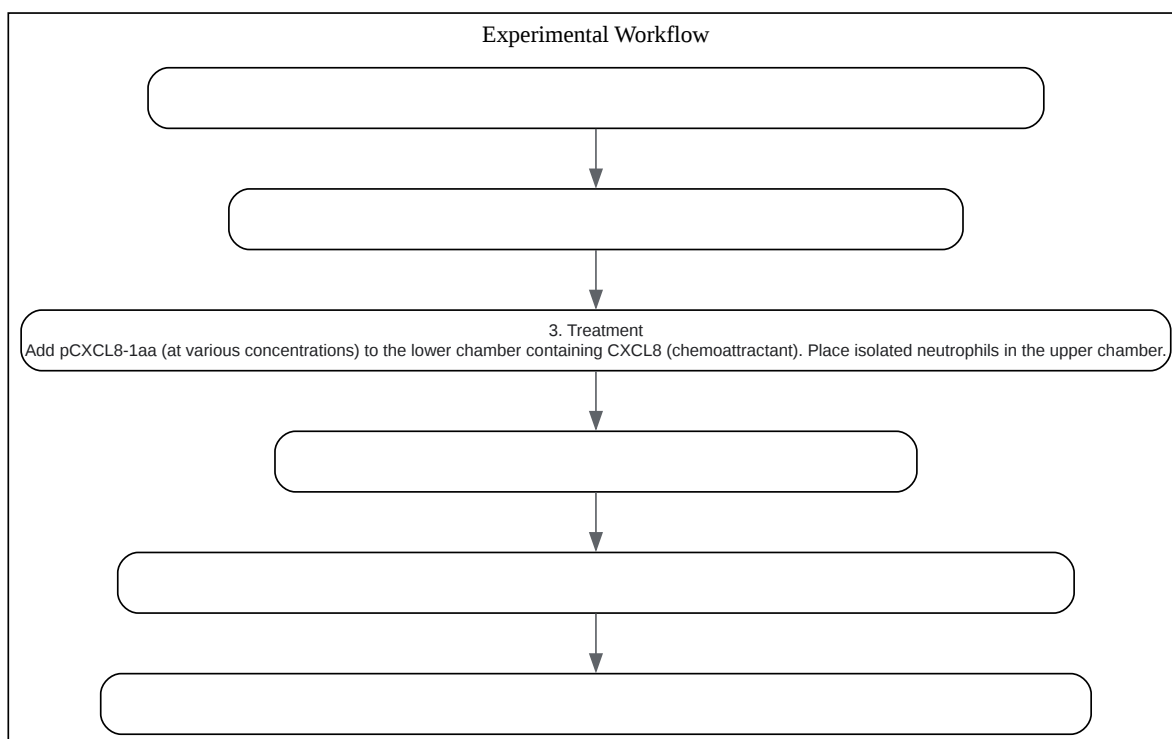 Experimental Workflow
3. Treatment
Add pCXCL8-1aa (at various concentrations) to the lower chamber containing CXCL8 (chemoattractant). Place isolated neutrophils in the upper chamber.